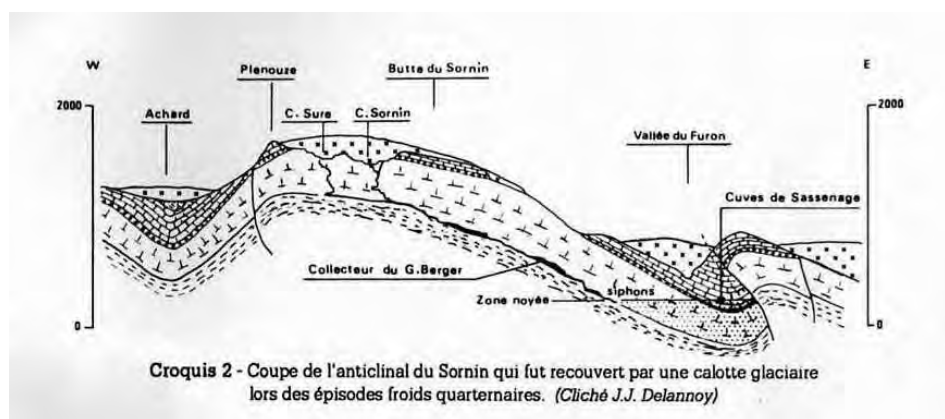 W
E
Plenouze
Butte du Sornin
2000
2000
Achard
C. Sure
C. Sornin
Vallée du Furon
Cuves de Sassenage
Collecteur du G. Berger
siphons
Zone noyée
0
0
Croquis 2 - Coupe de l'anticlinal du Sornin qui fut recouvert par une calotte glaciaire
lors des épisodes froids quarternaires. (Cliché J.J. Delannoy)